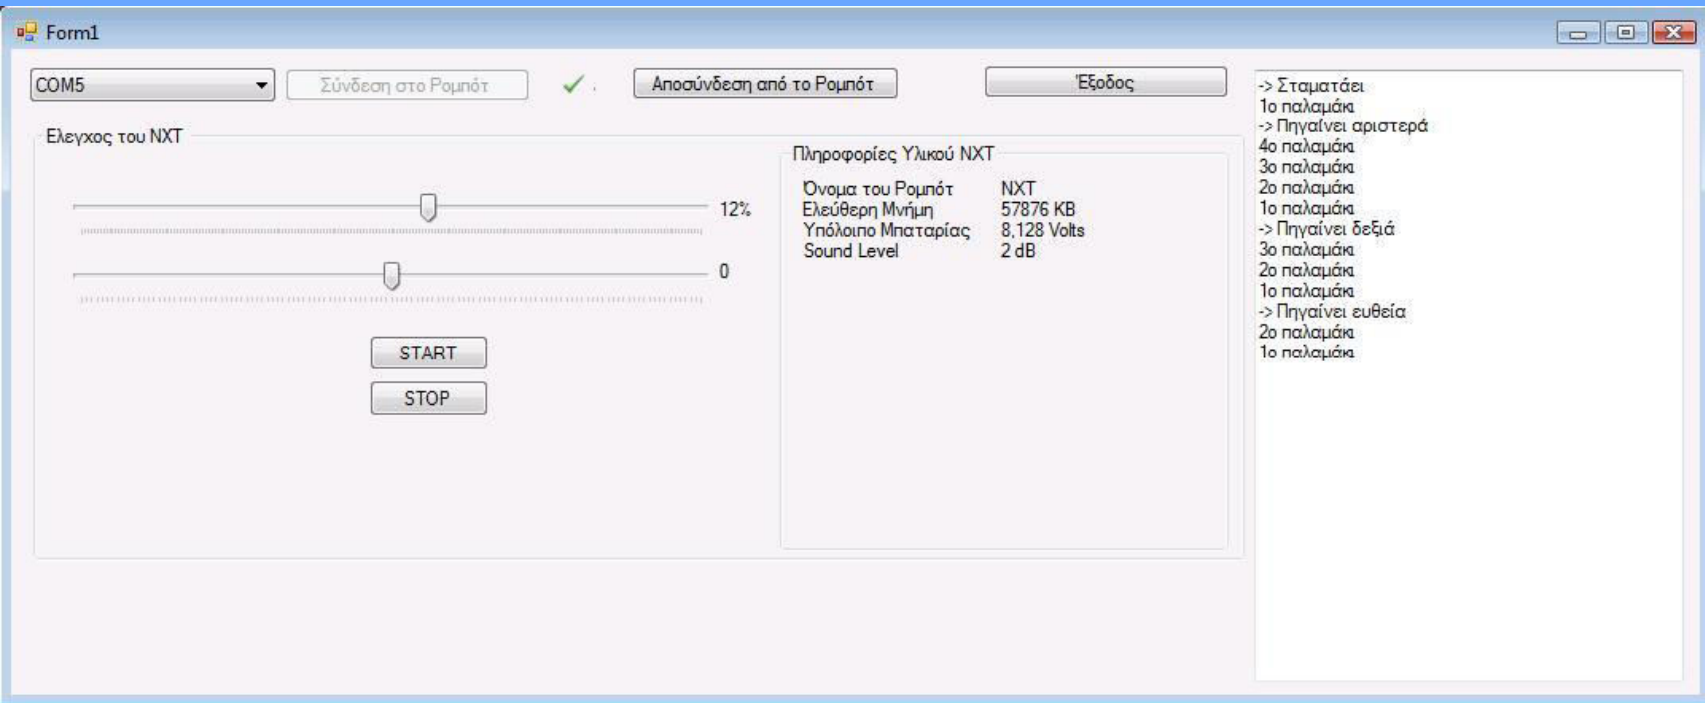 Form1
COM5
Σύνδεση στο Ρομπότ
Αποσύνδεση από το Ρομπότ
Έξοδος
Ελεγχος του NXT
12%
0
START
STOP
Πληροφορίες Υλικού NXT
Όνομα του Ρομπότ NXT
Ελεύθερη Μνήμη 57876 KB
Υπόλοιπο Μπαταρίας 8,128 Volts
Sound Level 2 dB
-> Σταματάει
1ο παλαμάκι
-> Πηγαίνει αριστερά
4ο παλαμάκι
3ο παλαμάκι
2ο παλαμάκι
1ο παλαμάκι
-> Πηγαίνει δεξιά
3ο παλαμάκι
2ο παλαμάκι
1ο παλαμάκι
-> Πηγαίνει ευθεία
2ο παλαμάκι
1ο παλαμάκι